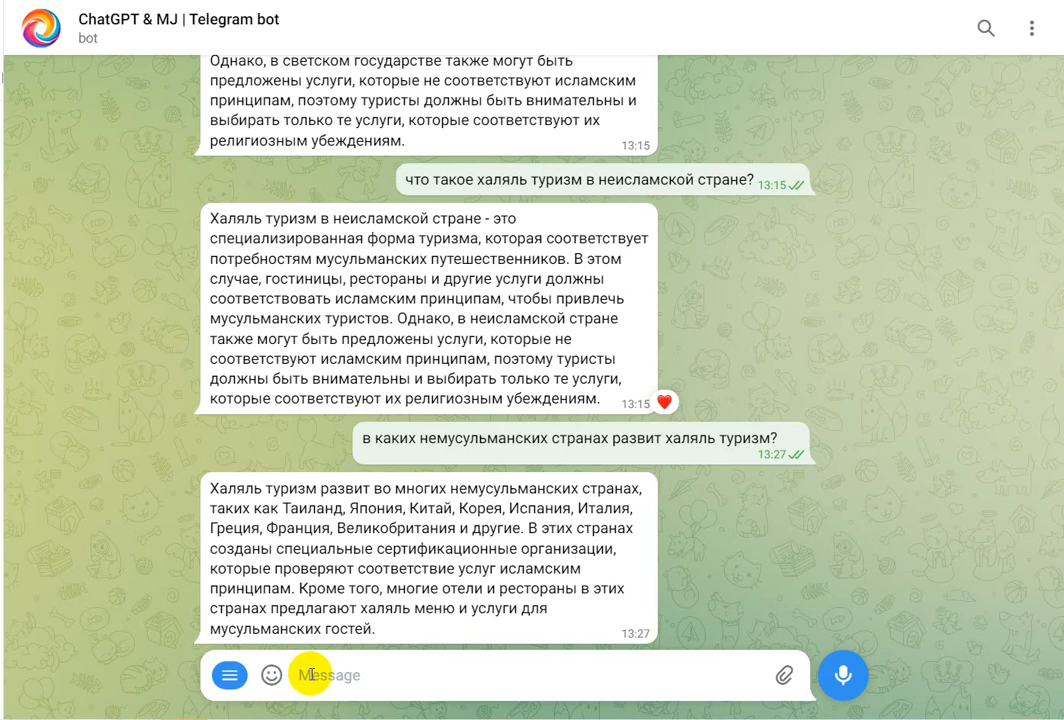 ChatGPT & MJ | Telegram bot
bot
Однако, в светском государстве также могут быть
предложены услуги, которые не соответствуют исламским
принципам, поэтому туристы должны быть внимательны и
выбирать только те услуги, которые соответствуют их
религиозным убеждениям.
13:15
что такое халяль туризм в неисламской стране? 13:15
Халяль туризм в неисламской стране - это
специализированная форма туризма, которая соответствует
потребностям мусульманских путешественников. В этом
случае, гостиницы, рестораны и другие услуги должны
соответствовать исламским принципам, чтобы привлечь
мусульманских туристов. Однако, в неисламской стране
также могут быть предложены услуги, которые не
соответствуют исламским принципам, поэтому туристы
должны быть внимательны и выбирать только те услуги,
которые соответствуют их религиозным убеждениям.
13:15
в каких немусульманских странах развит халяль туризм?
13:27
Халяль туризм развит во многих немусульманских странах,
таких как Таиланд, Япония, Китай, Корея, Испания, Италия,
Греция, Франция, Великобритания и другие. В этих странах
созданы специальные сертификационные организации,
которые проверяют соответствие услуг исламским
принципам. Кроме того, многие отели и рестораны в этих
странах предлагают халяль меню и услуги для
мусульманских гостей.
13:27
Message